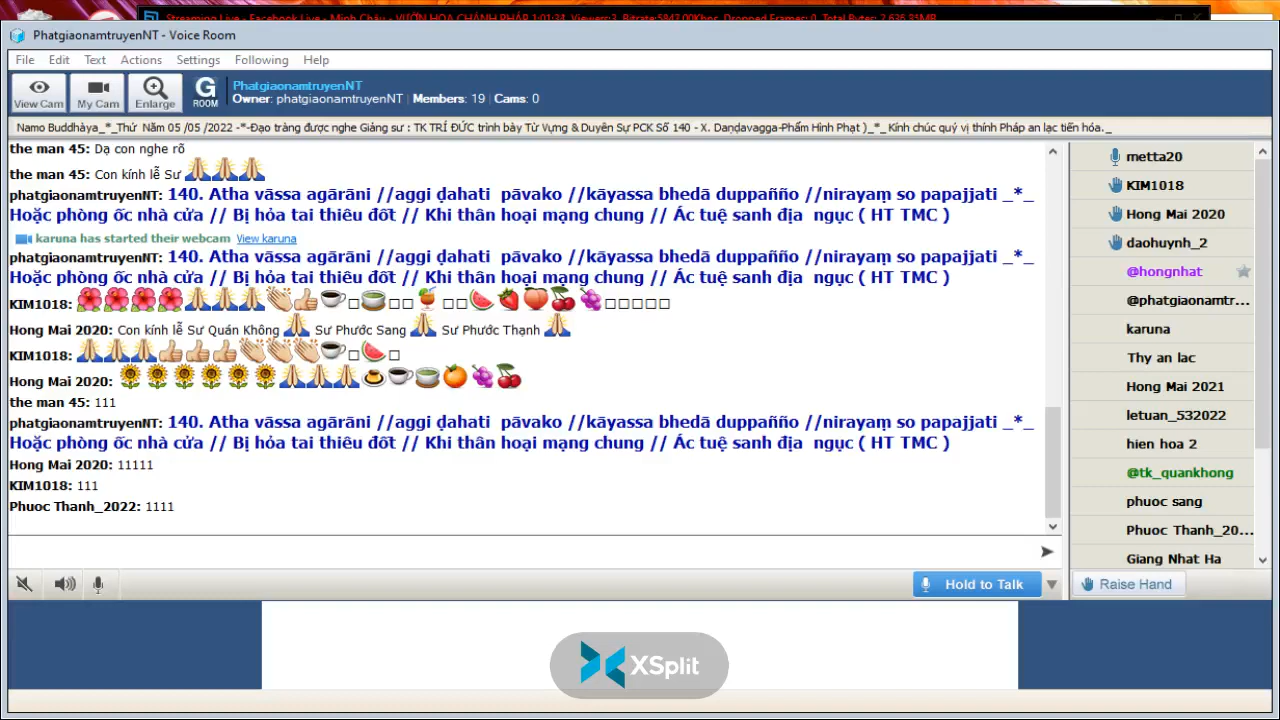 Streaming Live - Facebook Live - Minh Châu - VƯỜN HOA CHÁNH PHÁP 1:01:34, Viewers:3, Bitrate:5847.00Kbps, Dropped Frames: 0, Total Bytes: 2,636.35MB
PhatgiaonamtruyenNT - Voice Room
File Edit Text Actions Settings Following Help
View Cam My Cam Enlarge G ROOM
PhatgiaonamtruyenNT
Owner: phatgiaonamtruyenNT | Members: 19 | Cams: 0
Namo Buddhàya_*_Thứ Năm 05 /05 /2022 -*-Đạo tràng được nghe Giảng sư : TK TRÍ ĐỨC trình bày Từ Vựng & Duyên Sự PCK Số 140 - X. Daṇḍavagga-Phẩm Hình Phạt )_*_ Kính chúc quý vị thính Pháp an lạc tiến hóa._
the man 45: Dạ con nghe rõ
the man 45: Con kính lễ Sư 🙏🙏🙏
phatgiaonamtruyenNT: 140. Atha vāssa agārāni //aggi ḍahati pāvako //kāyassa bhedā duppañño //nirayaṃ so papajjati _*_
Hoặc phòng ốc nhà cửa // Bị hỏa tai thiêu đốt // Khi thân hoại mạng chung // Ác tuệ sanh địa ngục ( HT TMC )
karuna has started their webcam View karuna
phatgiaonamtruyenNT: 140. Atha vāssa agārāni //aggi ḍahati pāvako //kāyassa bhedā duppañño //nirayaṃ so papajjati _*_
Hoặc phòng ốc nhà cửa // Bị hỏa tai thiêu đốt // Khi thân hoại mạng chung // Ác tuệ sanh địa ngục ( HT TMC )
KIM1018: 🌺🌺🌺🌺🙏🙏🙏👏👍☕□🍵□□🍹□□🍉🍓🍑🍒🍇□□□□□
Hong Mai 2020: Con kính lễ Sư Quán Không 🙏 Sư Phước Sang 🙏 Sư Phước Thạnh 🙏
KIM1018: 🙏🙏🙏👍👍👍👏👏👏☕□🍉□
Hong Mai 2020: 🌻🌻🌻🌻🌻🌻🙏🙏🙏🍮☕🍵🍊🍇🍒
the man 45: 111
phatgiaonamtruyenNT: 140. Atha vāssa agārāni //aggi ḍahati pāvako //kāyassa bhedā duppañño //nirayaṃ so papajjati _*_
Hoặc phòng ốc nhà cửa // Bị hỏa tai thiêu đốt // Khi thân hoại mạng chung // Ác tuệ sanh địa ngục ( HT TMC )
Hong Mai 2020: 11111
KIM1018: 111
Phuoc Thanh_2022: 1111
Hold to Talk
metta20
KIM1018
Hong Mai 2020
daohuynh_2
@hongnhat
@phatgiaonamtr...
karuna
Thy an lac
Hong Mai 2021
letuan_532022
hien hoa 2
@tk_quankhong
phuoc sang
Phuoc Thanh_20...
Giang Nhat Ha
Raise Hand
XSplit